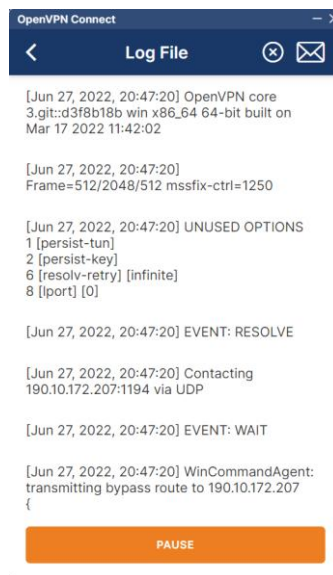 OpenVPN Connect
Log File
[Jun 27, 2022, 20:47:20] OpenVPN core
3.git::d3f8b18b win x86_64 64-bit built on
Mar 17 2022 11:42:02
[Jun 27, 2022, 20:47:20]
Frame=512/2048/512 mssfix-ctrl=1250
[Jun 27, 2022, 20:47:20] UNUSED OPTIONS
1 [persist-tun]
2 [persist-key]
6 [resolv-retry] [infinite]
8 [lport] [0]
[Jun 27, 2022, 20:47:20] EVENT: RESOLVE
[Jun 27, 2022, 20:47:20] Contacting
190.10.172.207:1194 via UDP
[Jun 27, 2022, 20:47:20] EVENT: WAIT
[Jun 27, 2022, 20:47:20] WinCommandAgent:
transmitting bypass route to 190.10.172.207
{
PAUSE